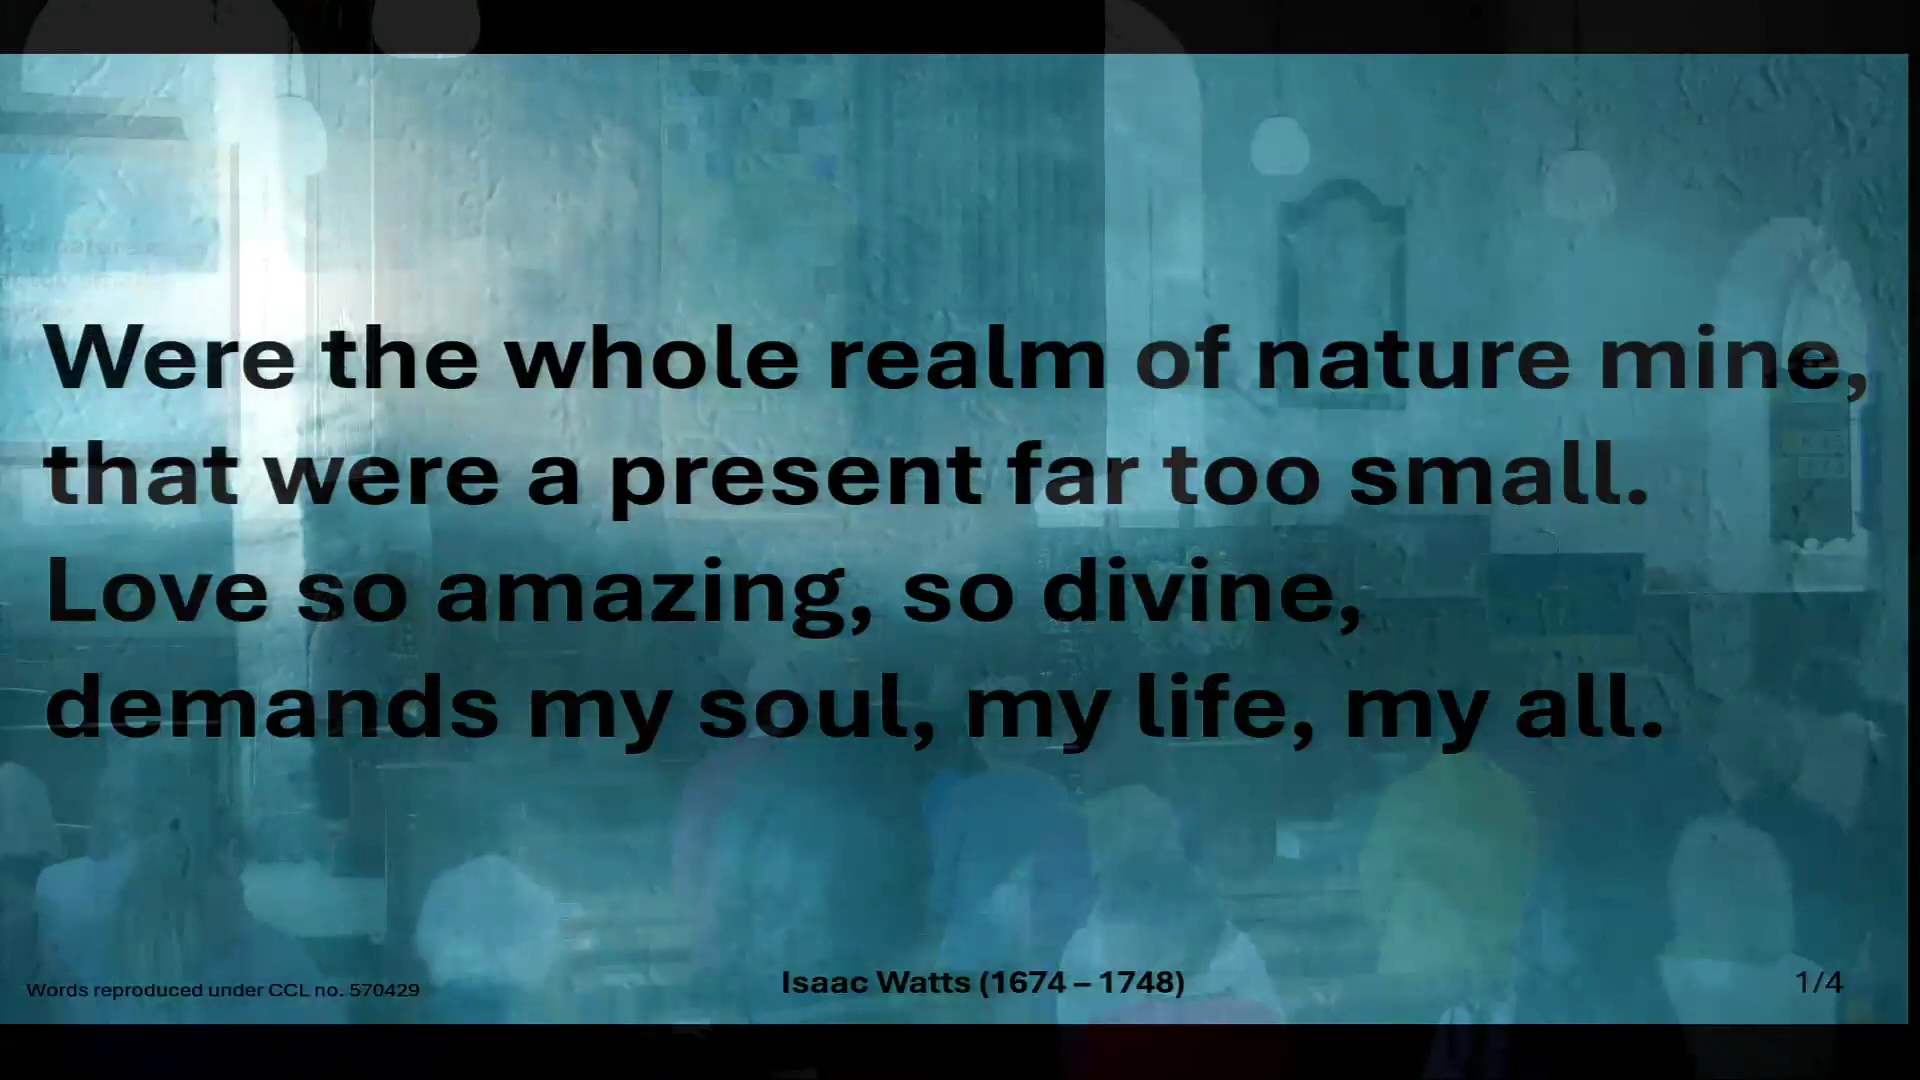 Were the whole realm of nature mine,
that were a present far too small.
Love so amazing, so divine,
demands my soul, my life, my all.
Words reproduced under CCL no. 570429
Isaac Watts (1674 – 1748)
1/4